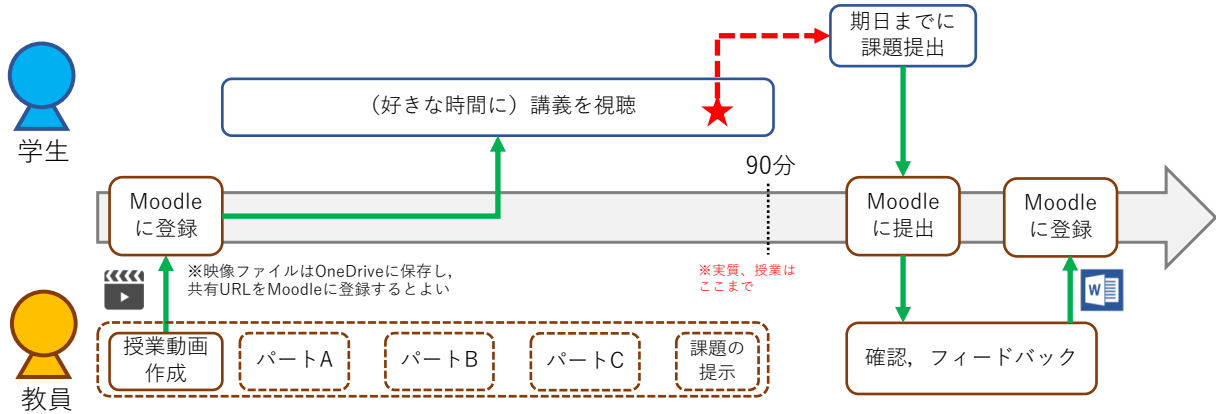 期日までに
課題提出
(好きな時間に)講義を視聴
学生
90分
Moodle
に登録
Moodle
に提出
Moodle
に登録
※映像ファイルはOneDriveに保存し,
共有URLをMoodleに登録するとよい
※実質、授業は
ここまで
W
授業動画
作成
パートA
パートB
パートC
課題の
提示
確認,フィードバック
教員